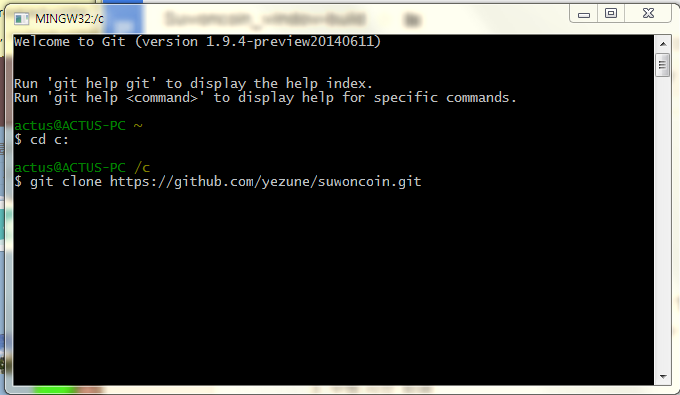 MINGW32:/c
Welcome to Git (version 1.9.4-preview20140611)
Run 'git help git' to display the help index.
Run 'git help <command>' to display help for specific commands.
actus@ACTUS-PC ~
$ cd c:
actus@ACTUS-PC /c
$ git clone https://github.com/yezune/suwoncoin.git